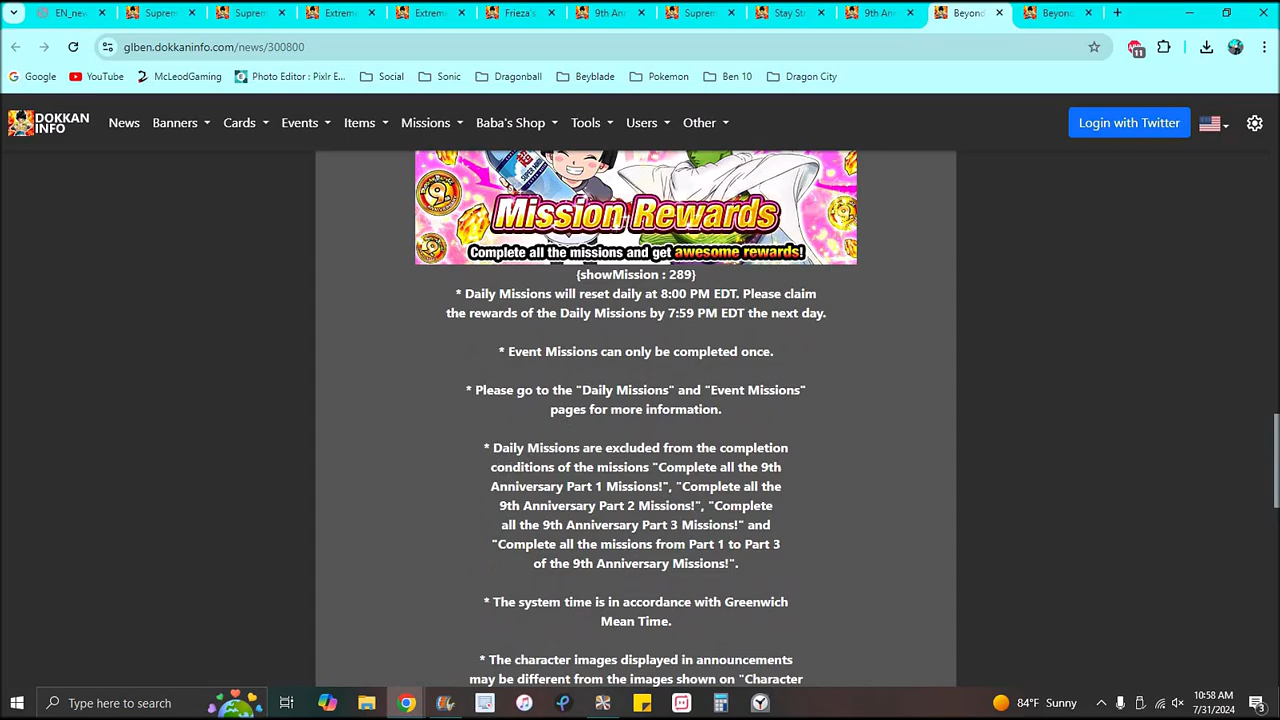 EN_nev
Suprem
Suprem
Extreme
Extreme
Frieza's
9th Ann
Suprem
Stay Str
9th Ann
Beyond
Beyond
glben.dokkaninfo.com/news/300800
11
Google
YouTube
McLeodGaming
Photo Editor : Pixlr E...
Social
Sonic
Dragonball
Beyblade
Pokemon
Ben 10
Dragon City
DOKKAN
INFO
News
Banners
Cards
Events
Items
Missions
Baba's Shop
Tools
Users
Other
Login with Twitter
Mission Rewards
Complete all the missions and get awesome rewards!
{showMission : 289}
* Daily Missions will reset daily at 8:00 PM EDT. Please claim
the rewards of the Daily Missions by 7:59 PM EDT the next day.
* Event Missions can only be completed once.
* Please go to the "Daily Missions" and "Event Missions"
pages for more information.
* Daily Missions are excluded from the completion
conditions of the missions "Complete all the 9th
Anniversary Part 1 Missions!", "Complete all the
9th Anniversary Part 2 Missions!", "Complete
all the 9th Anniversary Part 3 Missions!" and
"Complete all the missions from Part 1 to Part 3
of the 9th Anniversary Missions!".
* The system time is in accordance with Greenwich
Mean Time.
* The character images displayed in announcements
may be different from the images shown on "Character
Type here to search
84°F Sunny
10:58 AM
7/31/2024
3